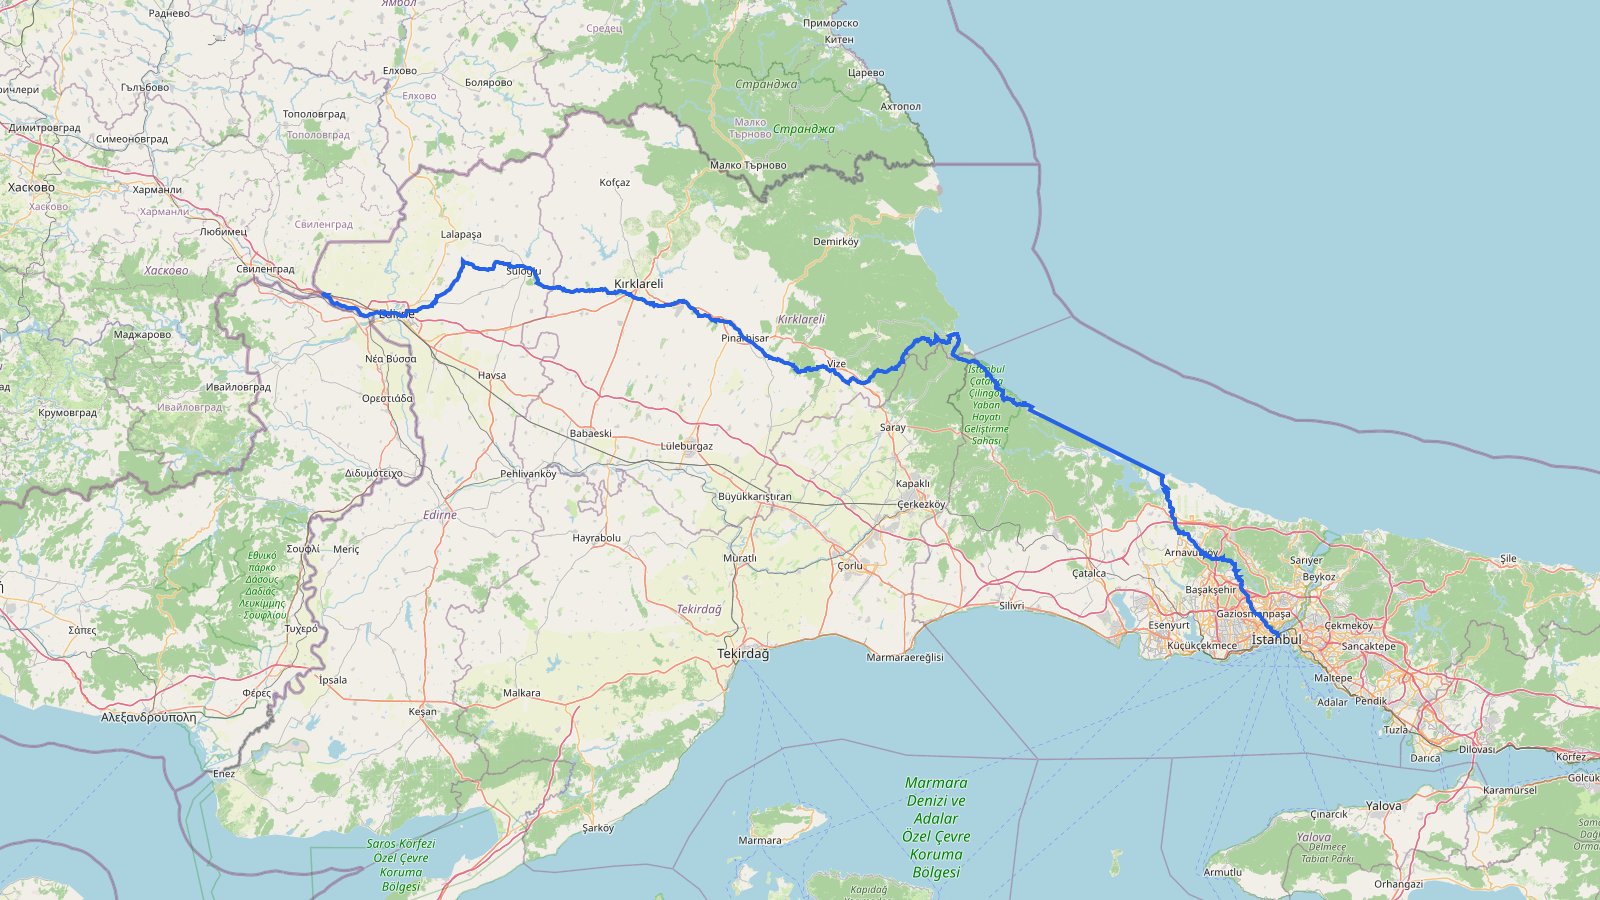 Раднево
Ямбол
Средец
Приморско
Китен
Елхово
Болярово
Царево
Гълъбово
Странджа
Елхово
Ахтопол
Тополовград
Тополовград
Малко
Търново
Странджа
Димитровград
Симеоновград
Малко Търново
Хасково
Хасково
Харманли
Харманли
Kofçaz
Свиленград
Любимец
Lalapaşa
Demirköy
Свиленград
Хасково
Süloğlu
Kırklareli
Edirne
Kırklareli
Маджарово
Pınarhisar
Νέα Βύσσα
Vize
Havsa
Ивайловград
Ивайловград
Ορεστιάδα
Крумовград
İstanbul
Çatalca
Çilingoz
Yaban
Hayatı
Geliştirme
Sahası
Saray
Babaeski
Lüleburgaz
Διδυμότειχο
Pehlivanköy
Kapaklı
Büyükkarıştıran
Çerkezköy
Edirne
Hayrabolu
Σουφλί
Meriç
Εθνικό
πάρκο
Δάσους
Δαδιάς
Λευκίμμης
Σουφλίου
Muratlı
Çorlu
Arnavutköy
Sarıyer
Şile
Çatalca
Beykoz
Başakşehir
Tekirdağ
Silivri
Gaziosmanpaşa
Σάπες
Τυχερό
Esenyurt
Çekmeköy
İstanbul
Küçükçekmece
Sancaktepe
Tekirdağ
Marmaraereğlisi
İpsala
Φέρες
Malkara
Maltepe
Adalar
Pendik
Αλεξανδρούπολη
Keşan
Tuzla
Dilovası
Darıca
Körfez
Enez
Gölcük
Marmara
Denizi ve
Adalar
Özel Çevre
Koruma
Bölgesi
Karamürsel
Yalova
Çınarcık
Şarköy
Marmara
Yalova
Delmece
Tabiat Parkı
Saros Körfezi
Özel Çevre
Koruma
Bölgesi
Armutlu
Orhangazi
Kapıdağ